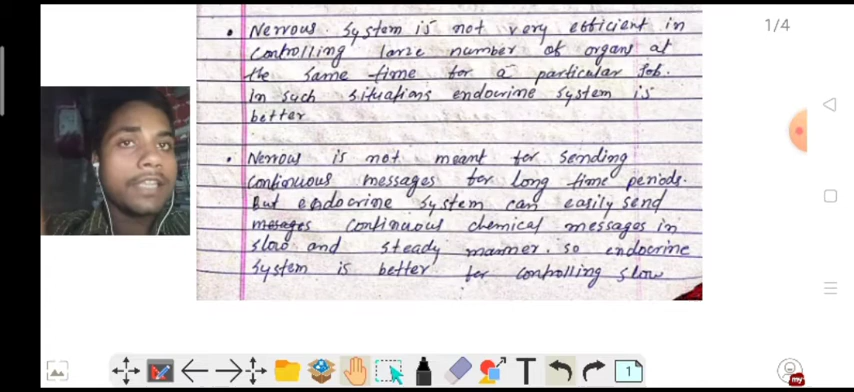 1/4
• Nervous. System is not very efficient in
controlling large number of organs at
the same time for a particular Job.
In such situations endocrine system is
better
• Nervous is not meant for sending
continuous messages for long time periods.
But endocrine system can easily send
mesages continuous chemical messages in
slow and steady manner. so endocrine
system is better for controlling slow
T
1
my